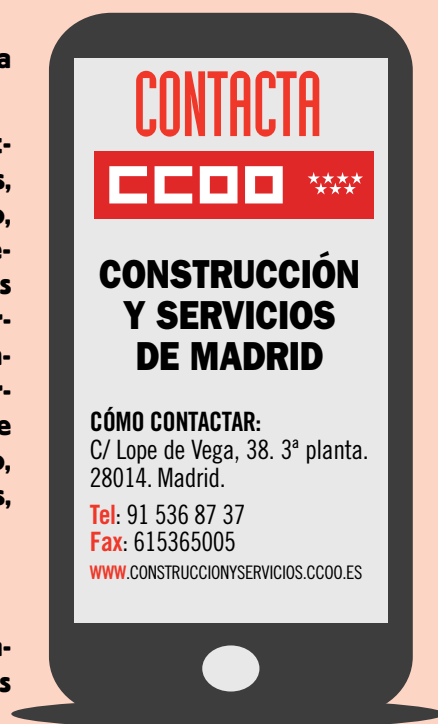 CONTACTA
CCOO
CONSTRUCCIÓN
Y SERVICIOS
DE MADRID
CÓMO CONTACTAR:
C/ Lope de Vega, 38. 3ª planta.
28014. Madrid.
Tel: 91 536 87 37
Fax: 615365005
WWW.CONSTRUCCIONYSERVICIOS.CCOO.ES